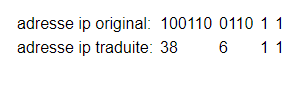 adresse ip original: 100110 0110 1 1
adresse ip traduite: 38 6 1 1